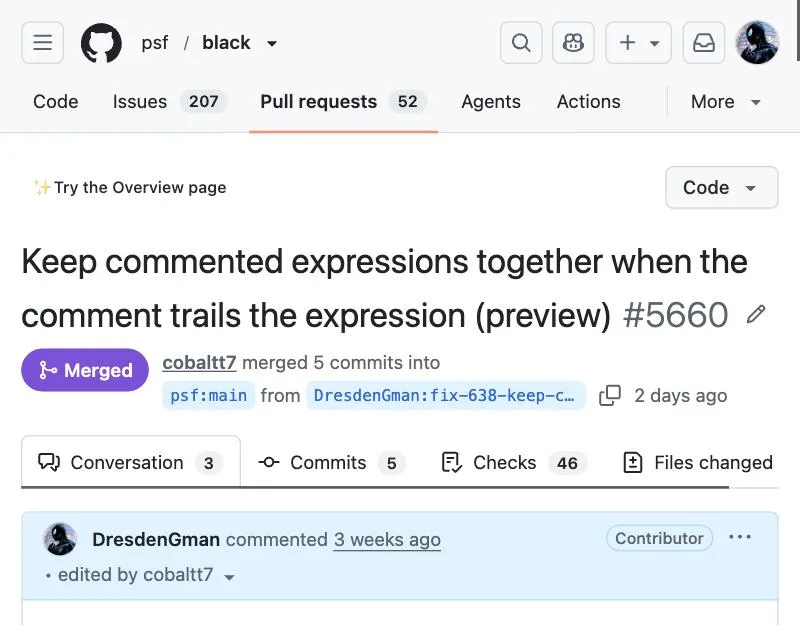 psf / black
Code Issues 207 Pull requests 52 Agents Actions More
✨Try the Overview page
Code
Keep commented expressions together when the
comment trails the expression (preview) #5660
Merged
cobaltt7 merged 5 commits into
psf:main from DresdenGman:fix-638-keep-c… 2 days ago
Conversation 3 Commits 5 Checks 46 Files changed
DresdenGman commented 3 weeks ago Contributor ···
• edited by cobaltt7